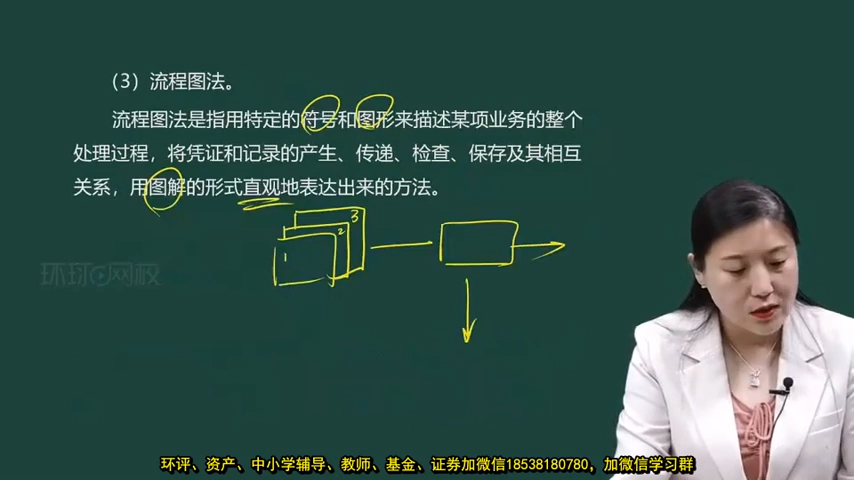 （3）流程图法。
流程图法是指用特定的符号和图形来描述某项业务的整个
处理过程，将凭证和记录的产生、传递、检查、保存及其相互
关系，用图解的形式直观地表达出来的方法。
1 2 3
环球网校
环评、资产、中小学辅导、教师、基金、证券加微信18538180780，加微信学习群